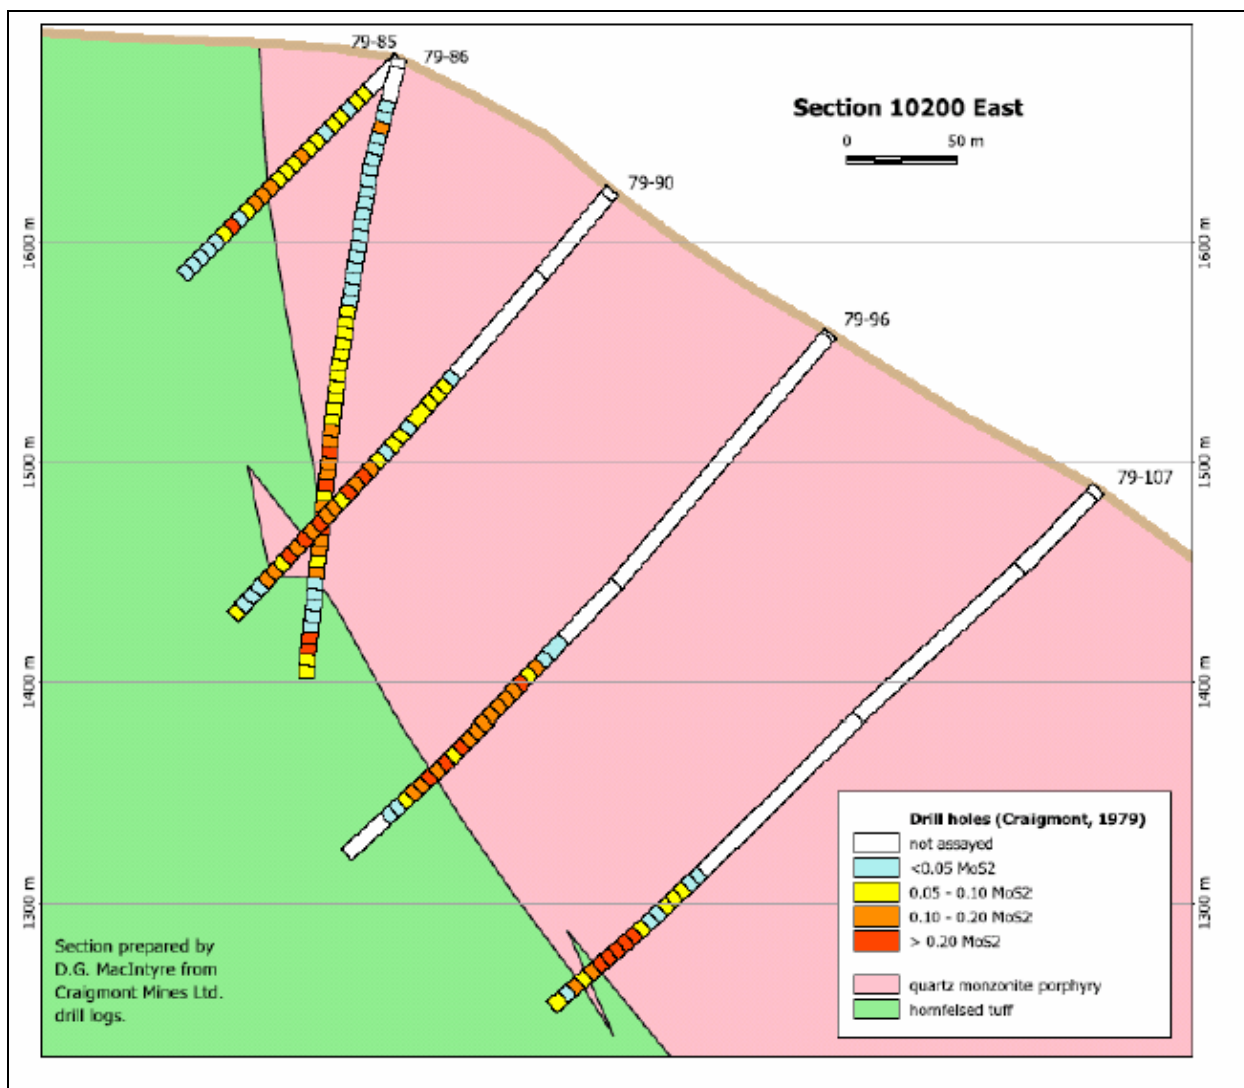 79-85
79-86
Section 10200 East
0 50 m
79-90
1600 m
1600 m
79-96
1500 m
1500 m
79-107
1400 m
1400 m
Drill holes (Craigmont, 1979)
not assayed
<0.05 MoS2
0.05 - 0.10 MoS2
0.10 - 0.20 MoS2
> 0.20 MoS2
quartz monzonite porphyry
hornfelsed tuff
1300 m
1300 m
Section prepared by
D.G. MacIntyre from
Craigmont Mines Ltd.
drill logs.